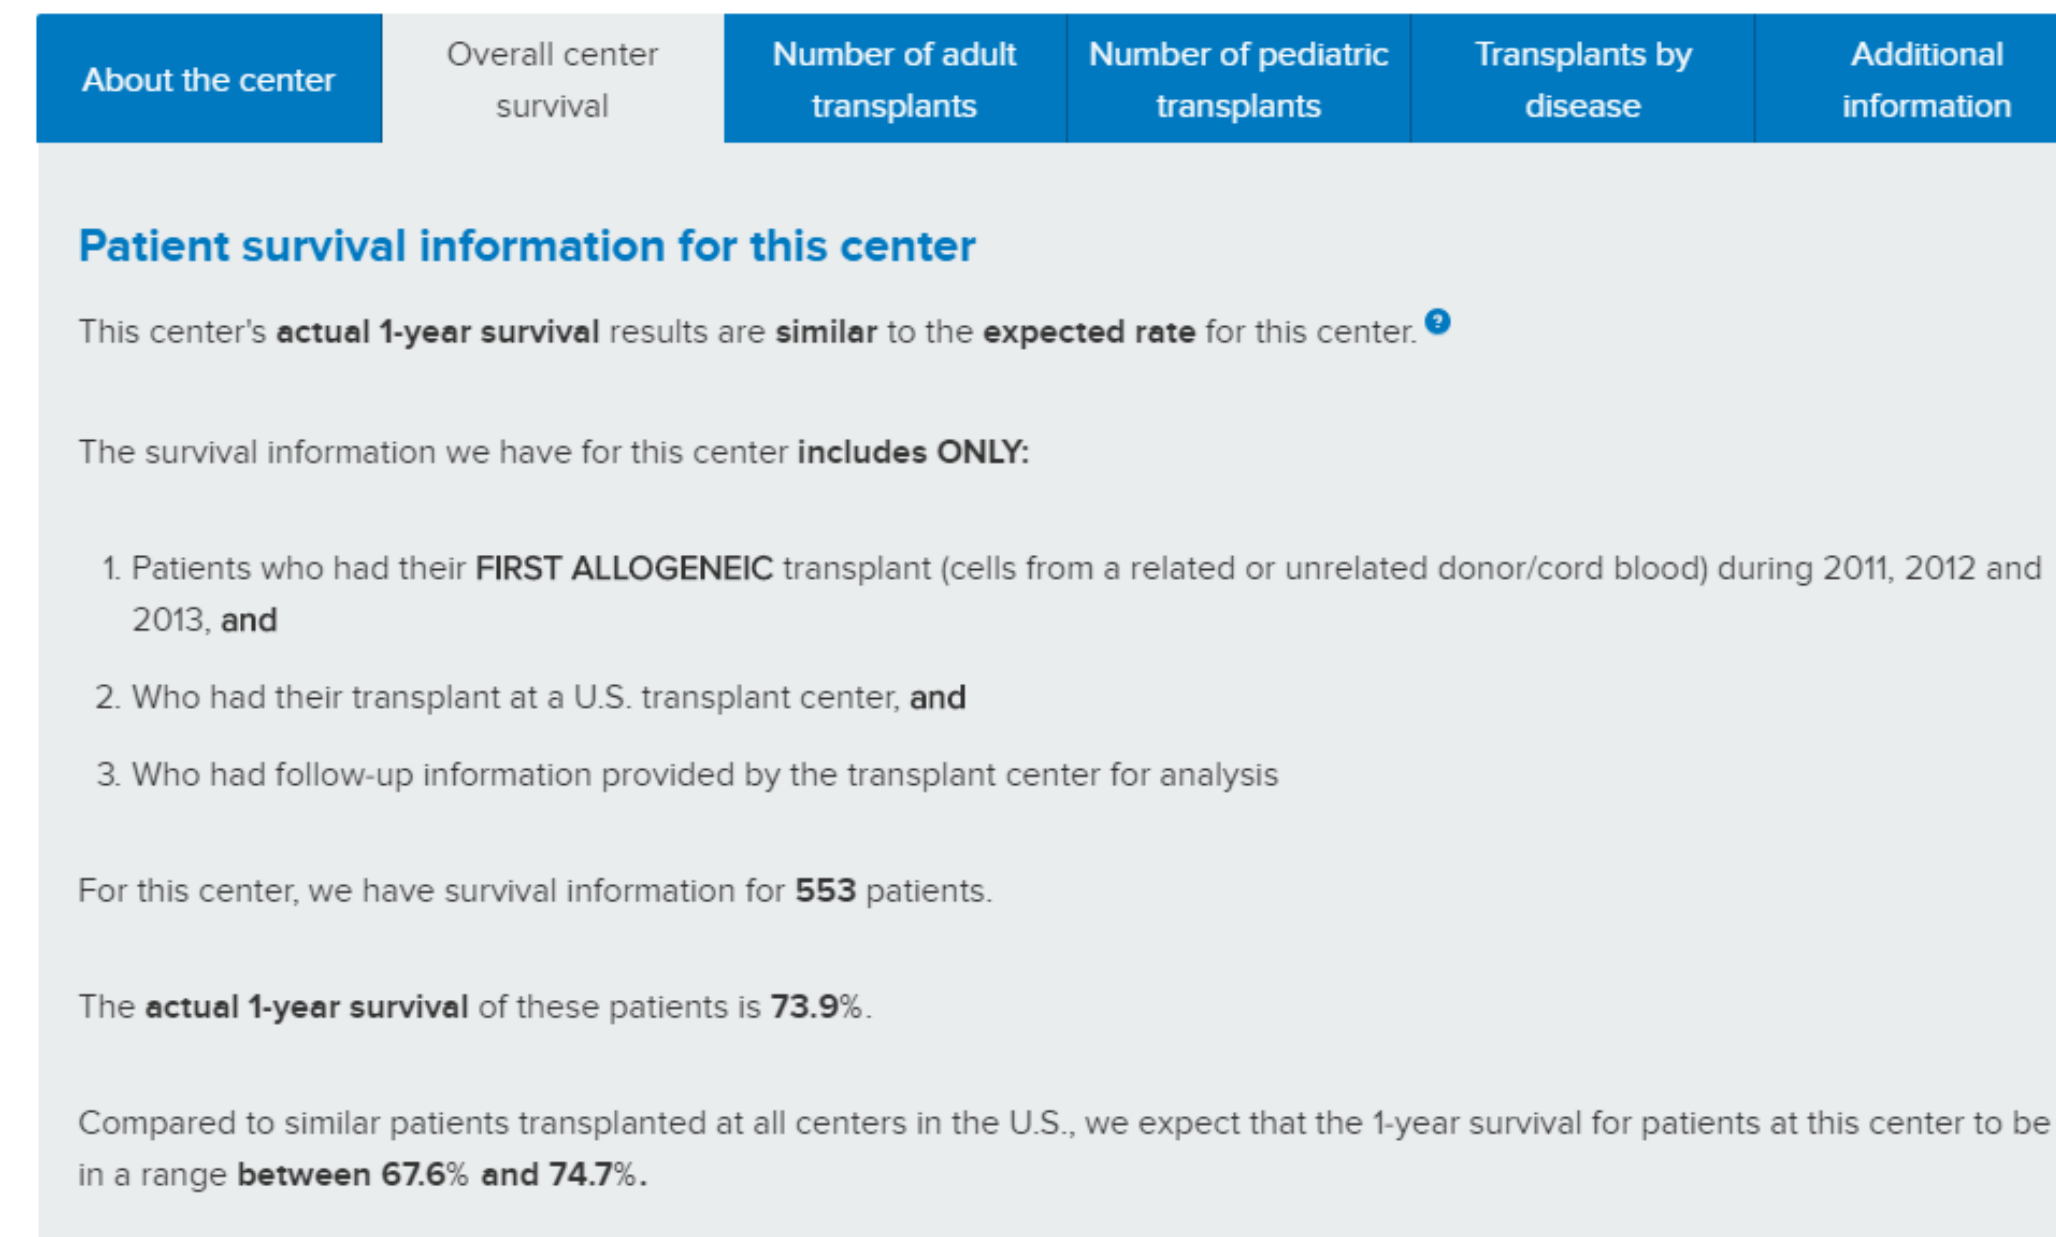 About the center
Overall center
survival
Number of adult
transplants
Number of pediatric
transplants
Transplants by
disease
Additional
information
Patient survival information for this center
This center's actual 1-year survival results are similar to the expected rate for this center. ?
The survival information we have for this center includes ONLY:
1. Patients who had their FIRST ALLOGENEIC transplant (cells from a related or unrelated donor/cord blood) during 2011, 2012 and
2013, and
2. Who had their transplant at a U.S. transplant center, and
3. Who had follow-up information provided by the transplant center for analysis
For this center, we have survival information for 553 patients.
The actual 1-year survival of these patients is 73.9%.
Compared to similar patients transplanted at all centers in the U.S., we expect that the 1-year survival for patients at this center to be
in a range between 67.6% and 74.7%.